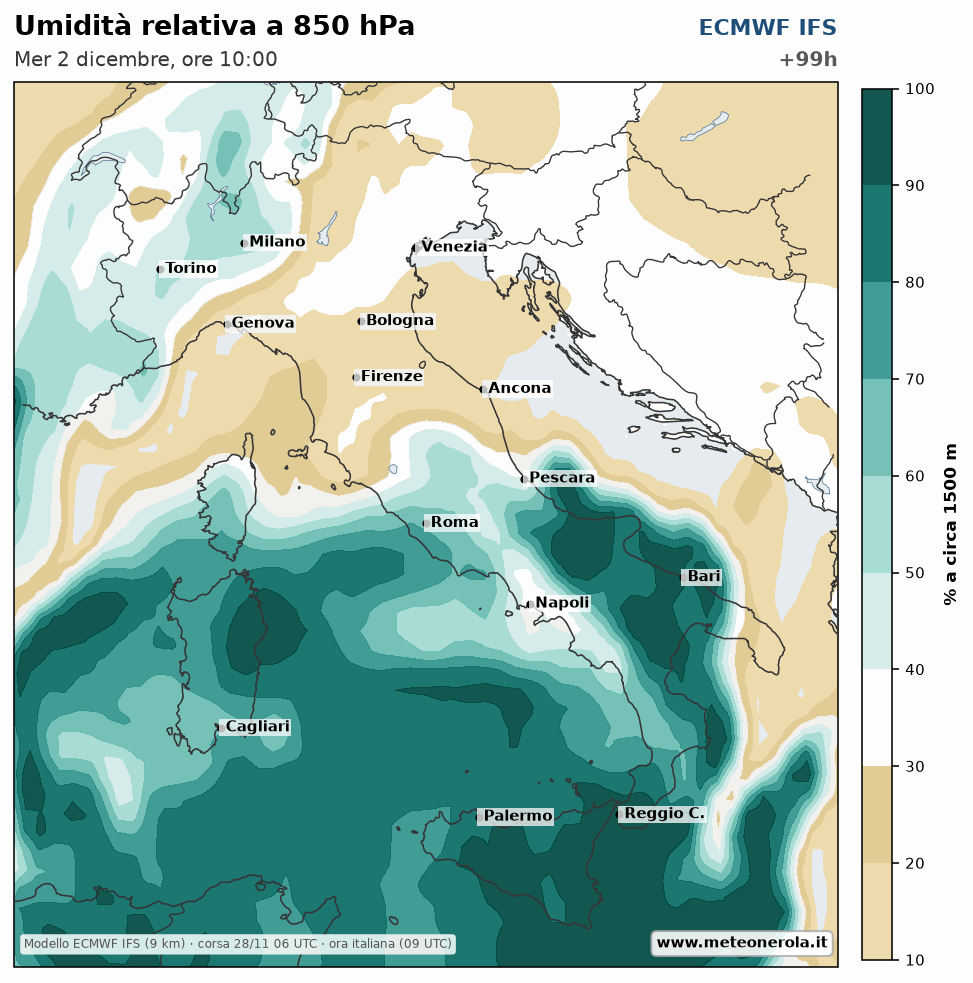 Umidità relativa a 850 hPa
ECMWF IFS
Mer 2 dicembre, ore 10:00
+99h
Milano
Venezia
Torino
Genova
Bologna
Firenze
Ancona
Pescara
Roma
Bari
Napoli
Cagliari
Palermo
Reggio C.
100
90
80
70
60
50
40
30
20
10
% a circa 1500 m
Modello ECMWF IFS (9 km) · corsa 28/11 06 UTC · ora italiana (09 UTC)
www.meteonerola.it